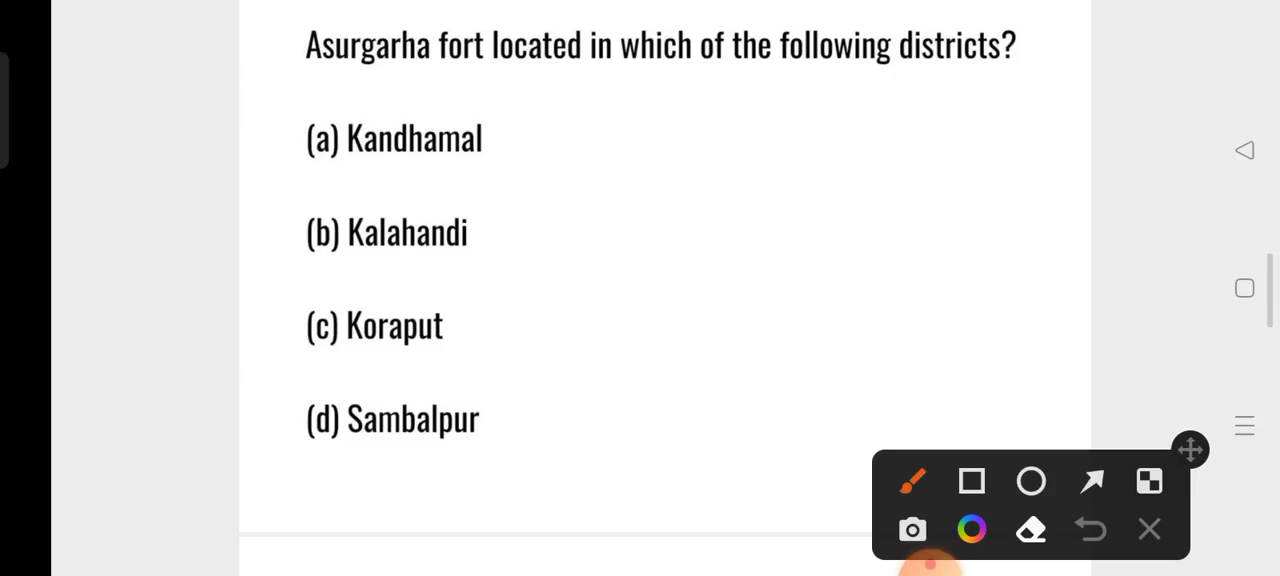 Asurgarha fort located in which of the following districts?
(a) Kandhamal
(b) Kalahandi
(c) Koraput
(d) Sambalpur